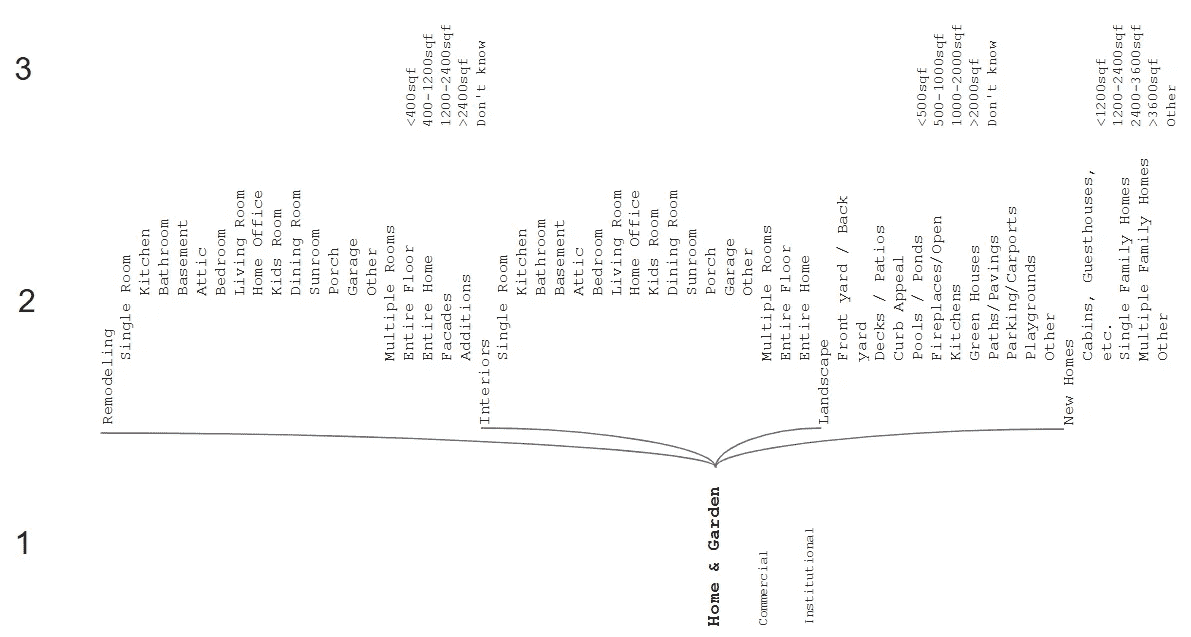 3
<400sqf
400-1200sqf
1200-2400sqf
>2400sqf
Don't know
<500sqf
500-1000sqf
1000-2000sqf
>2000sqf
Don't know
<1200sqf
1200-2400sqf
2400-3600sqf
>3600sqf
Other
2
Remodeling
Single Room
Kitchen
Bathroom
Basement
Attic
Bedroom
Living Room
Home Office
Kids Room
Dining Room
Sunroom
Porch
Garage
Other
Multiple Rooms
Entire Floor
Entire Home
Facades
Additions
Interiors
Single Room
Kitchen
Bathroom
Basement
Attic
Bedroom
Living Room
Home Office
Kids Room
Dining Room
Sunroom
Porch
Garage
Other
Multiple Rooms
Entire Floor
Entire Home
Landscape
Front yard / Back
yard
Decks / Patios
Curb Appeal
Pools / Ponds
Fireplaces/Open
Kitchens
Green Houses
Paths/Pavings
Parking/Carports
Playgrounds
Other
New Homes
Cabins, Guesthouses,
etc.
Single Family Homes
Multiple Family Homes
Other
1
Home & Garden
Commercial
Institutional